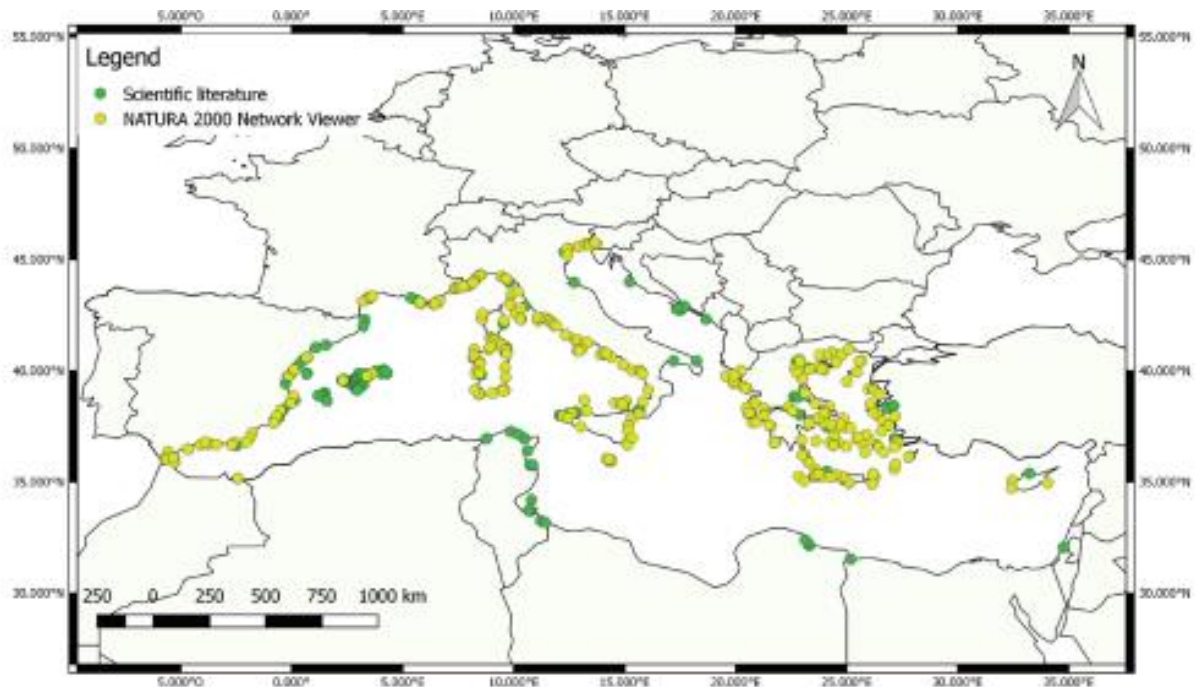 5.000°O 0.000° 5.000°E 10.000°E 15.000°E 20.000°E 25.000°E 30.000°E 35.000°E
55.000°N 55.000°N
Legend
N
Scientific literature
NATURA 2000 Network Viewer
50.000°N 50.000°N
45.000°N 45.000°N
40.000°N 40.000°N
35.000°N 35.000°N
30.000°N 30.000°N
250 0 250 500 750 1000 km
5.000°O 0.000° 5.000°E 10.000°E 15.000°E 20.000°E 25.000°E 30.000°E 35.000°E